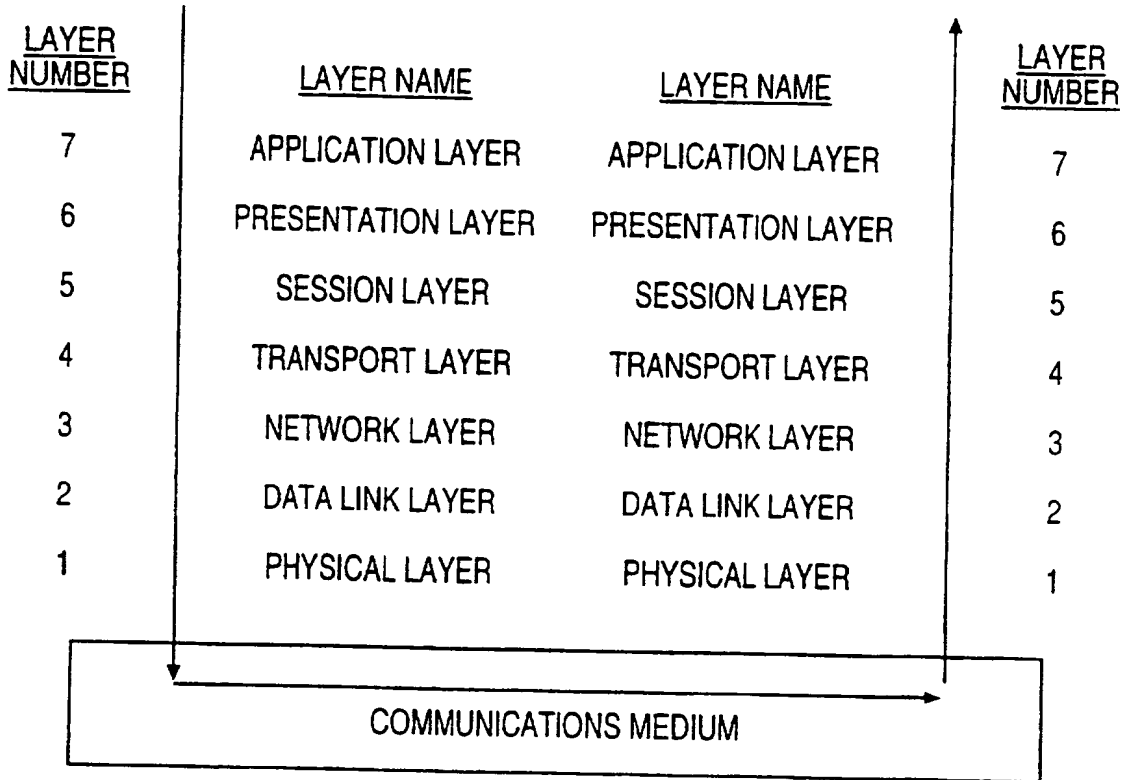 LAYER NUMBER LAYER NAME LAYER NAME LAYER NUMBER
7 APPLICATION LAYER APPLICATION LAYER 7
6 PRESENTATION LAYER PRESENTATION LAYER 6
5 SESSION LAYER SESSION LAYER 5
4 TRANSPORT LAYER TRANSPORT LAYER 4
3 NETWORK LAYER NETWORK LAYER 3
2 DATA LINK LAYER DATA LINK LAYER 2
1 PHYSICAL LAYER PHYSICAL LAYER 1
COMMUNICATIONS MEDIUM